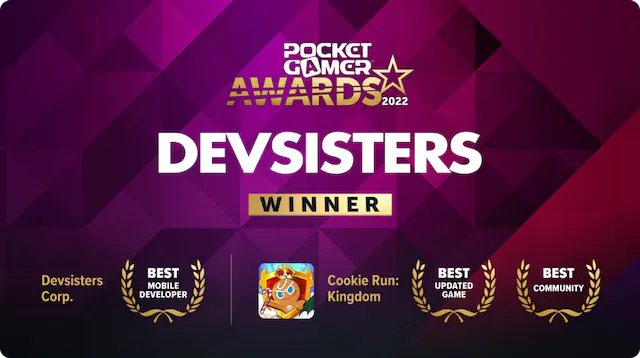 POCKET
GAMER
AWARDS
2022
DEVSISTERS
WINNER
Devsisters
Corp.
BEST
MOBILE
DEVELOPER
Cookie Run:
Kingdom
BEST
UPDATED
GAME
BEST
COMMUNITY